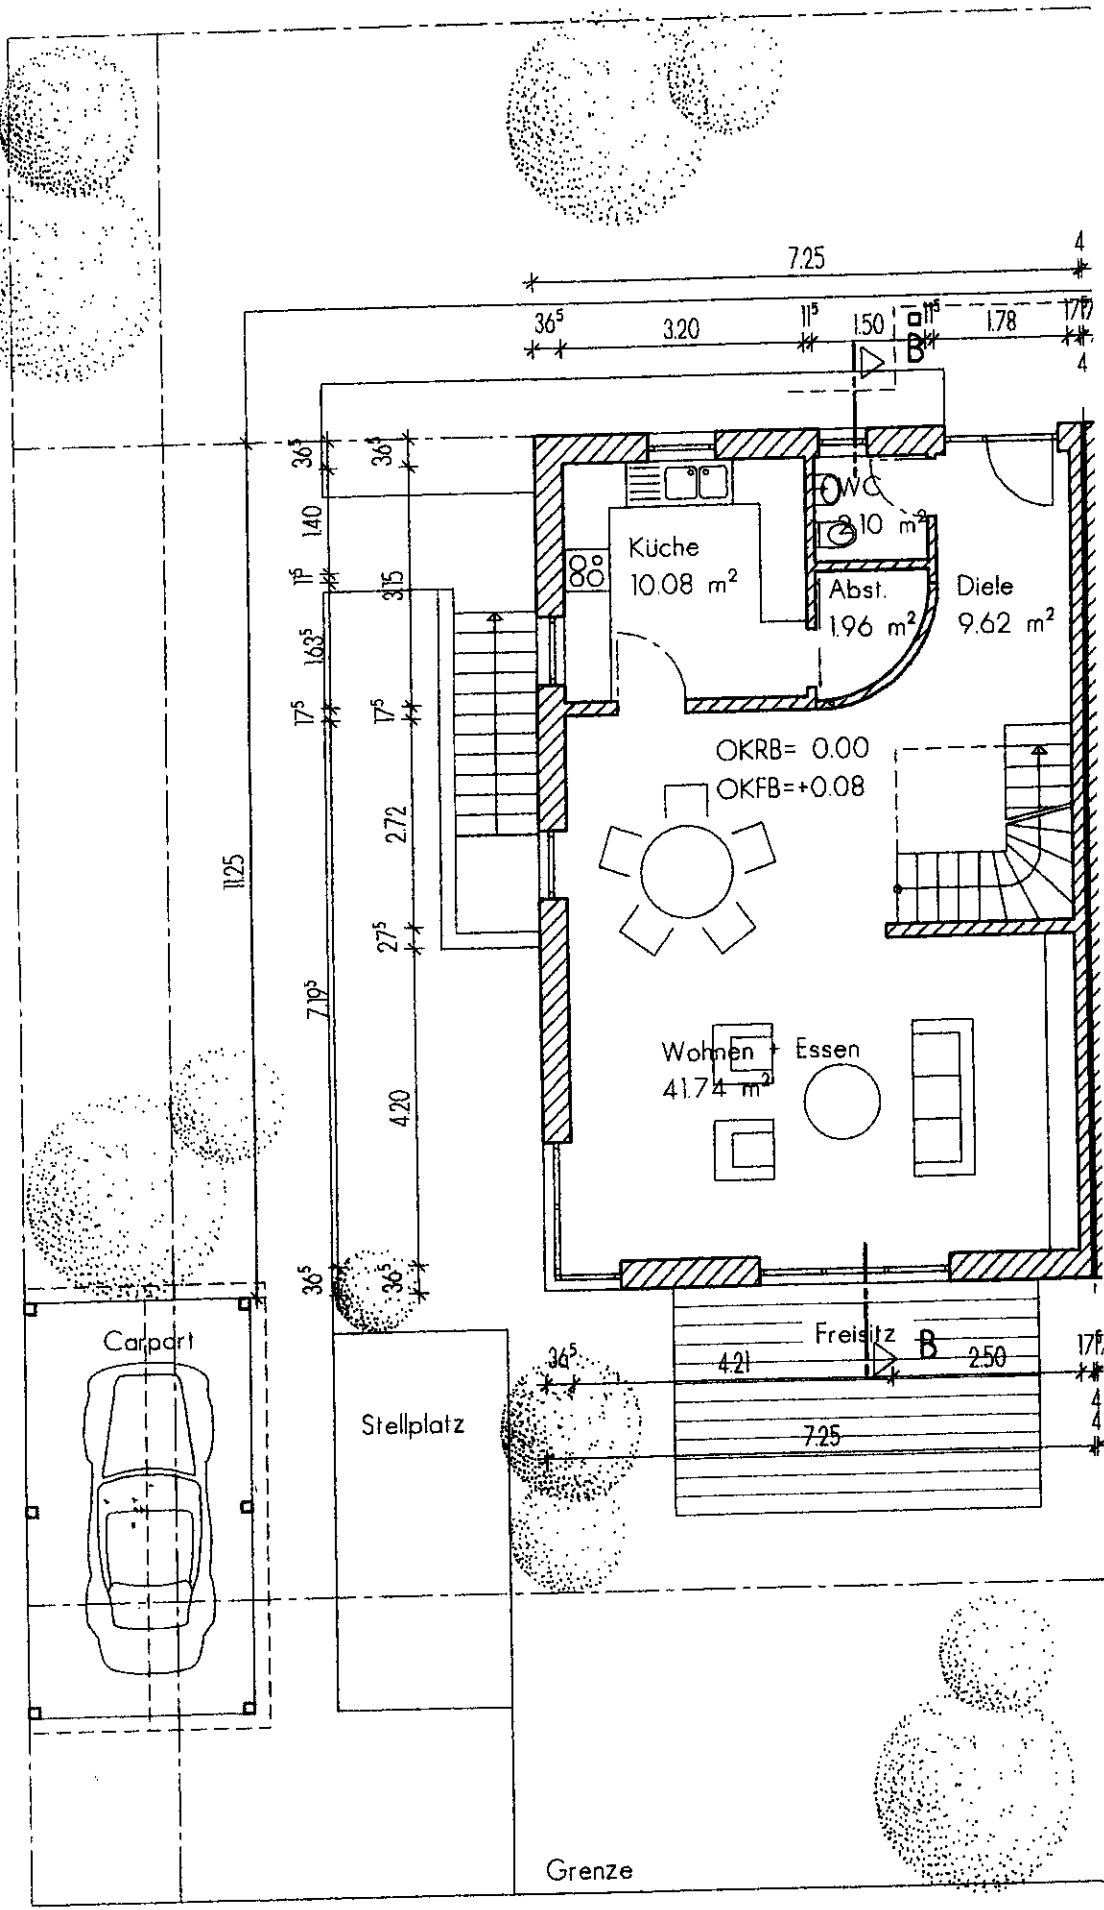 7.25
4
36⁵
3.20
11⁵
1.50
11⁵
1.78
17⁵
4
B
36⁵
36⁵
1.40
11⁵
3.15
1.63⁵
17⁵
17⁵
2.72
11.25
27⁵
7.19⁵
4.20
36⁵
36⁵
WC
2.10 m²
Küche
10.08 m²
Abst.
1.96 m²
Diele
9.62 m²
OKRB= 0.00
OKFB=+0.08
Wohnen + Essen
41.74 m²
Carport
Stellplatz
Freisitz
B
36⁵
4.21
2.50
17⁵
4
4
7.25
Grenze